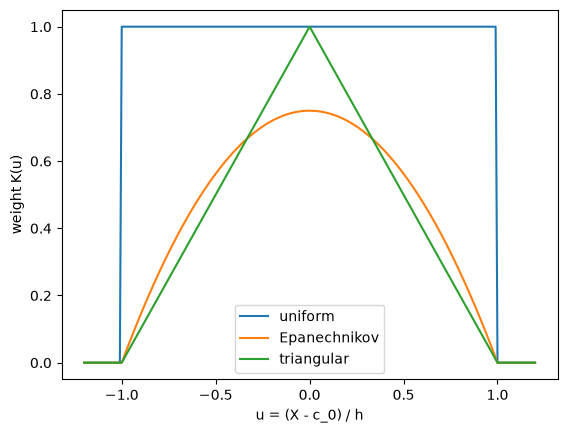 1.0
0.8
0.6
0.4
0.2
0.0
weight K(u)
uniform
Epanechnikov
triangular
−1.0 −0.5 0.0 0.5 1.0
u = (X - c_0) / h